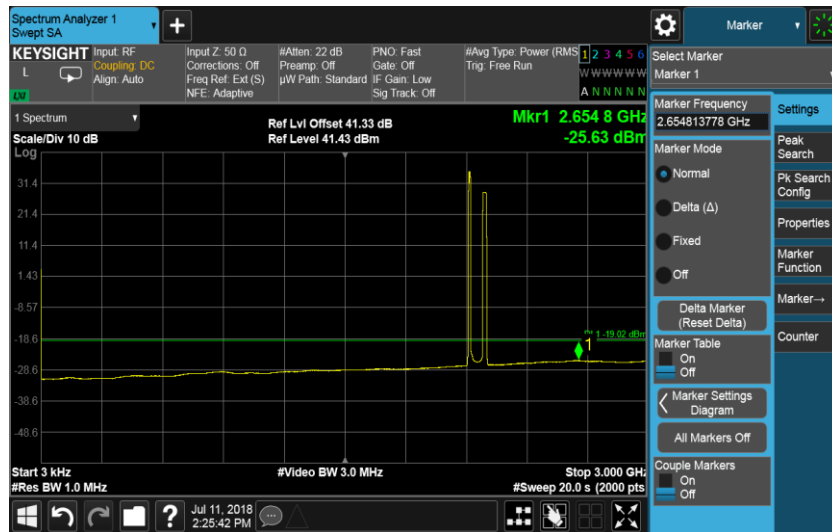 Spectrum Analyzer 1
Swept SA
+
Marker
KEYSIGHT
L
LXI
Input: RF
Coupling: DC
Align: Auto
Input Z: 50 Ω
Corrections: Off
Freq Ref: Ext (S)
NFE: Adaptive
#Atten: 22 dB
Preamp: Off
µW Path: Standard
PNO: Fast
Gate: Off
IF Gain: Low
Sig Track: Off
#Avg Type: Power (RMS
Trig: Free Run
1 2 3 4 5 6
W W W W W W
A N N N N N
Select Marker
Marker 1
1 Spectrum
Scale/Div 10 dB
Log
Ref Lvl Offset 41.33 dB
Ref Level 41.43 dBm
Mkr1 2.654 8 GHz
-25.63 dBm
31.4
21.4
11.4
1.43
-8.57
-18.6
-28.6
-38.6
-48.6
DL1 -19.02 dBm
1
Start 3 kHz
#Res BW 1.0 MHz
#Video BW 3.0 MHz
Stop 3.000 GHz
#Sweep 20.0 s (2000 pts
Marker Frequency
2.654813778 GHz
Marker Mode
Normal
Delta (Δ)
Fixed
Off
Delta Marker
(Reset Delta)
Marker Table
On
Off
Marker Settings
Diagram
All Markers Off
Couple Markers
On
Off
Settings
Peak
Search
Pk Search
Config
Properties
Marker
Function
Marker→
Counter
?
Jul 11, 2018
2:25:42 PM